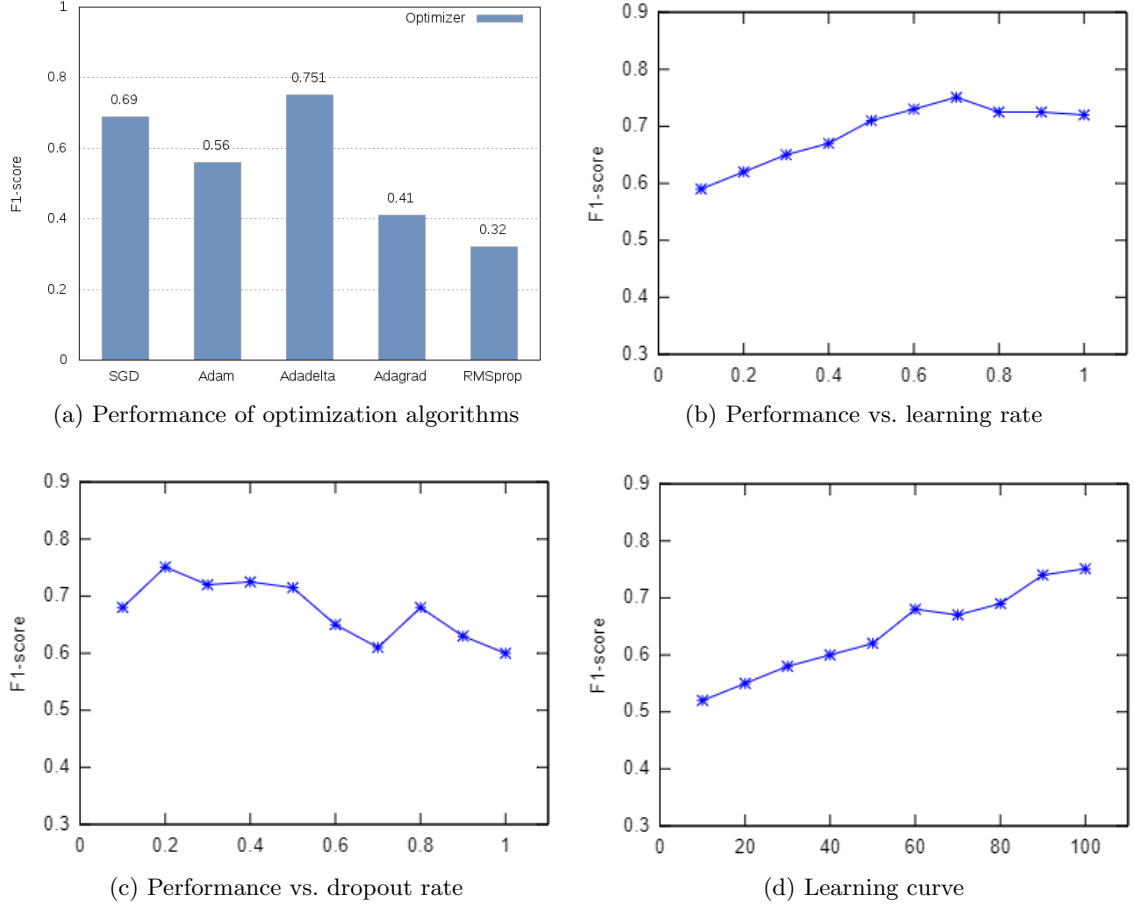 1
Optimizer
0.8
0.751
0.69
0.6
0.56
F1-score
0.4
0.41
0.32
0.2
0
SGD Adam Adadelta Adagrad RMSprop
(a) Performance of optimization algorithms
0.9
0.8
0.7
0.6
F1-score
0.5
0.4
0.3
0 0.2 0.4 0.6 0.8 1
(b) Performance vs. learning rate
0.9
0.8
0.7
0.6
F1-score
0.5
0.4
0.3
0 0.2 0.4 0.6 0.8 1
(c) Performance vs. dropout rate
0.9
0.8
0.7
0.6
F1-score
0.5
0.4
0.3
0 20 40 60 80 100
(d) Learning curve